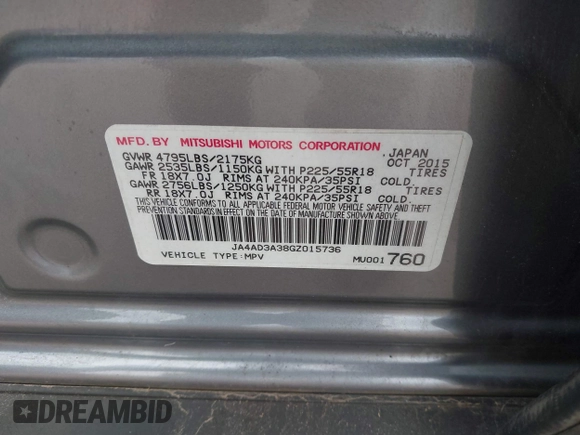 MFD. BY MITSUBISHI MOTORS CORPORATION JAPAN
GVWR 4795LBS/2175KG OCT 2015
GAWR 2535LBS/1150KG WITH P225/55R18 TIRES
FR 18X7.0J RIMS AT 240KPA/35PSI COLD.
GAWR 2756LBS/1250KG WITH P225/55R18 TIRES
RR 18X7.0J RIMS AT 240KPA/35PSI COLD.
THIS VEHICLE CONFORMS TO ALL APPLICABLE FEDERAL MOTOR VEHICLE SAFETY AND THEFT
PREVENTION STANDARDS IN EFFECT ON THE DATE OF MANUFACTURE SHOWN ABOVE.
JA4AD3A38GZ015736
VEHICLE TYPE:MPV MU001760
DREAMBID